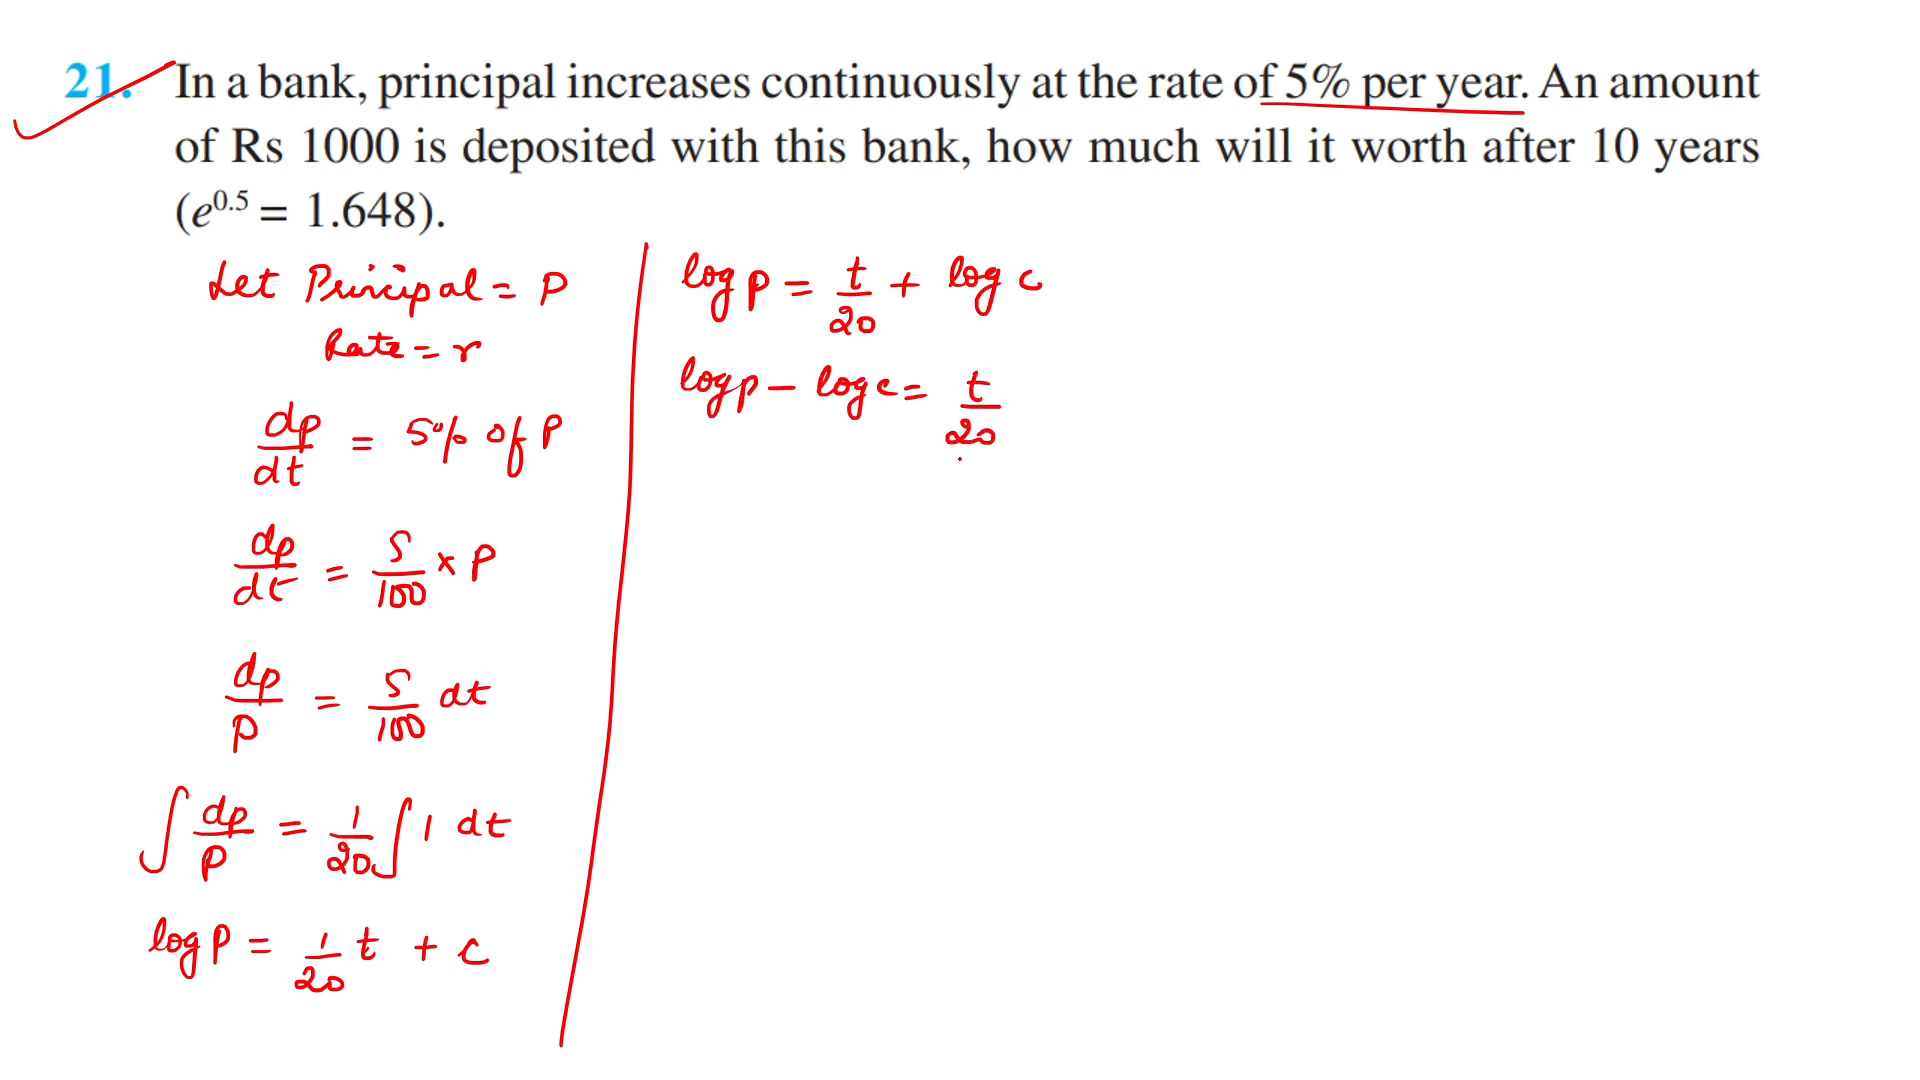 21. In a bank, principal increases continuously at the rate of 5% per year. An amount
of Rs 1000 is deposited with this bank, how much will it worth after 10 years
(e^0.5 = 1.648).
Let Principal = P
Rate = r
dp/dt = 5% of P
dp/dt = 5/100 × P
dp/P = 5/100 dt
∫ dp/P = 1/20 ∫ 1 dt
log P = 1/20 t + c
log P = t/20 + log c
log P - log c = t/20